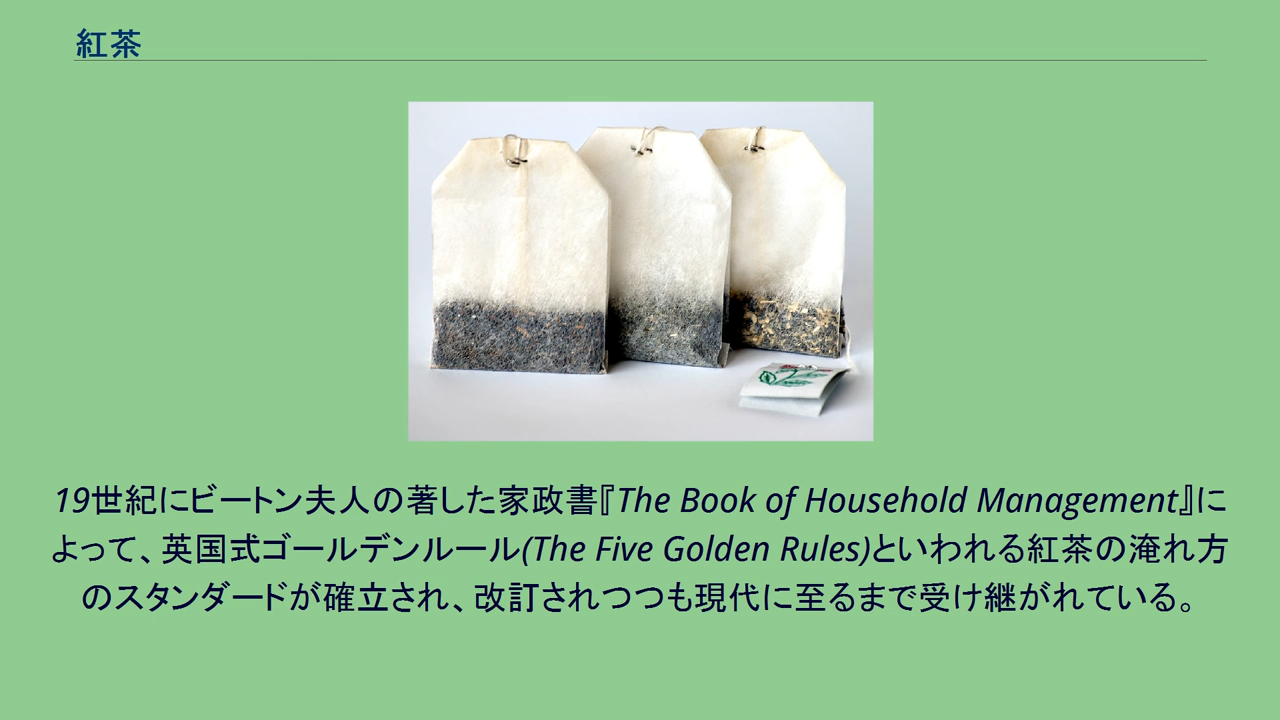 紅茶
19世紀にビートン夫人の著した家政書『The Book of Household Management』に
よって、英国式ゴールデンルール(The Five Golden Rules)といわれる紅茶の淹れ方
のスタンダードが確立され、改訂されつつも現代に至るまで受け継がれている。